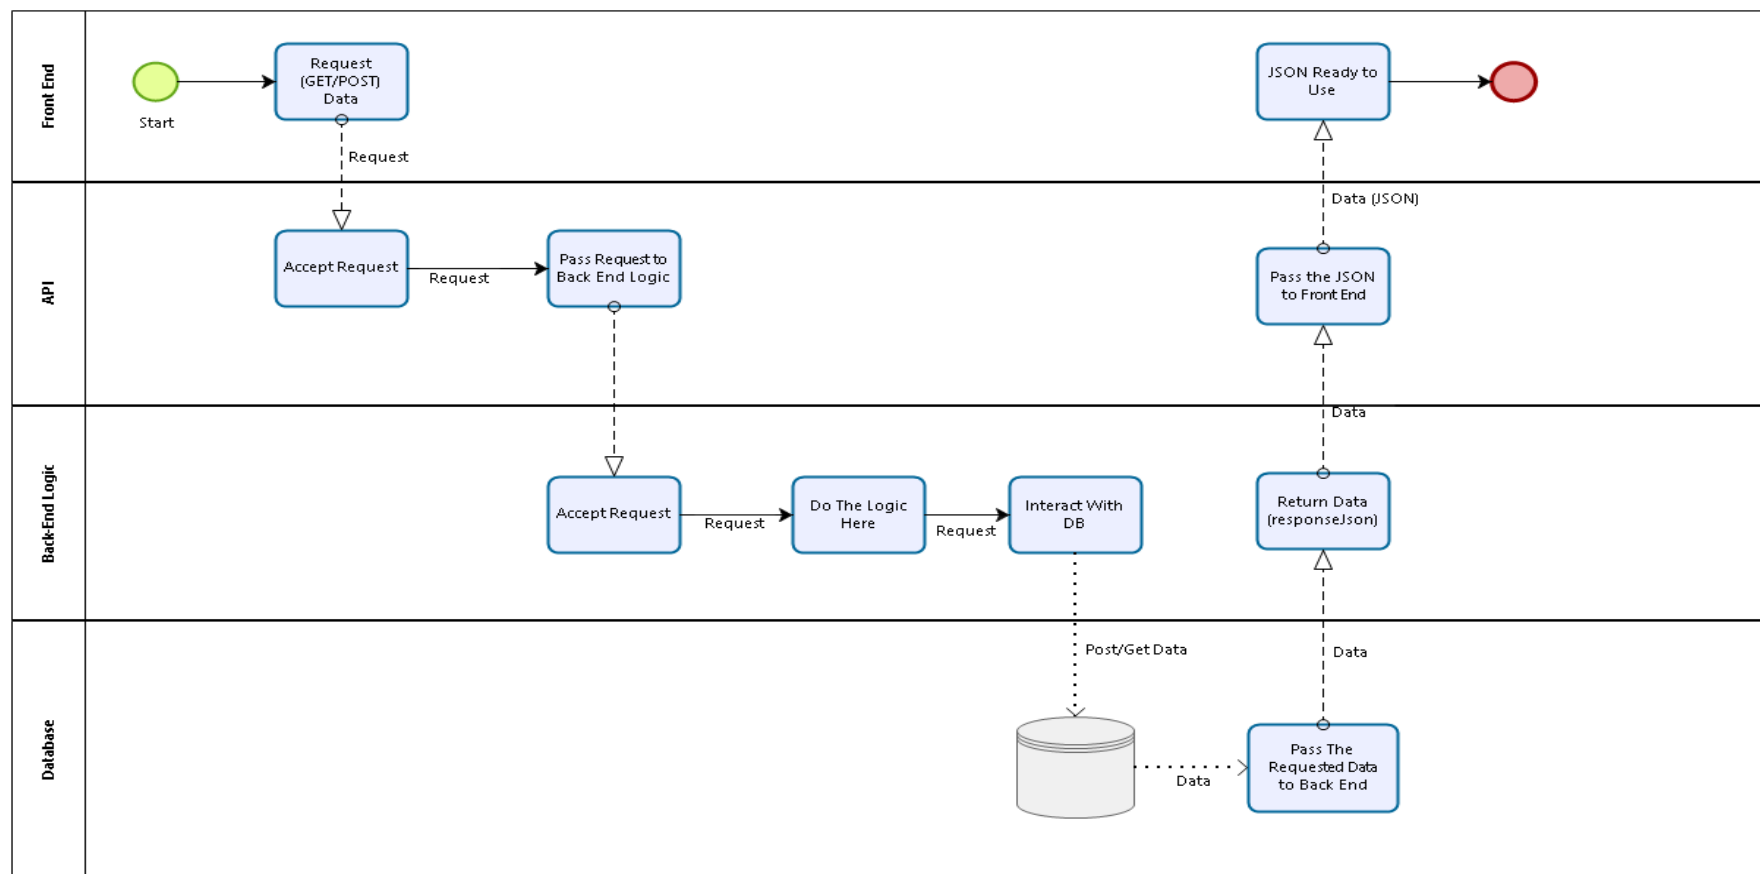 Front End
Start
Request
(GET/POST)
Data
Request
JSON Ready to
Use
API
Accept Request
Request
Pass Request to
Back End Logic
Data (JSON)
Pass the JSON
to Front End
Back-End Logic
Accept Request
Request
Do The Logic
Here
Request
Interact With
DB
Data
Return Data
(responseJson)
Database
Post/Get Data
Data
Data
Pass The
Requested Data
to Back End